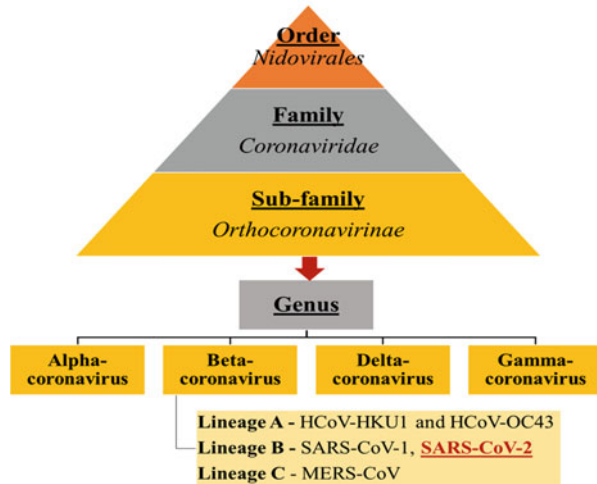 Order
Nidovirales
Family
Coronaviridae
Sub-family
Orthocoronavirinae
Genus
Alpha-
coronavirus
Beta-
coronavirus
Delta-
coronavirus
Gamma-
coronavirus
Lineage A - HCoV-HKU1 and HCoV-OC43
Lineage B - SARS-CoV-1, SARS-CoV-2
Lineage C - MERS-CoV